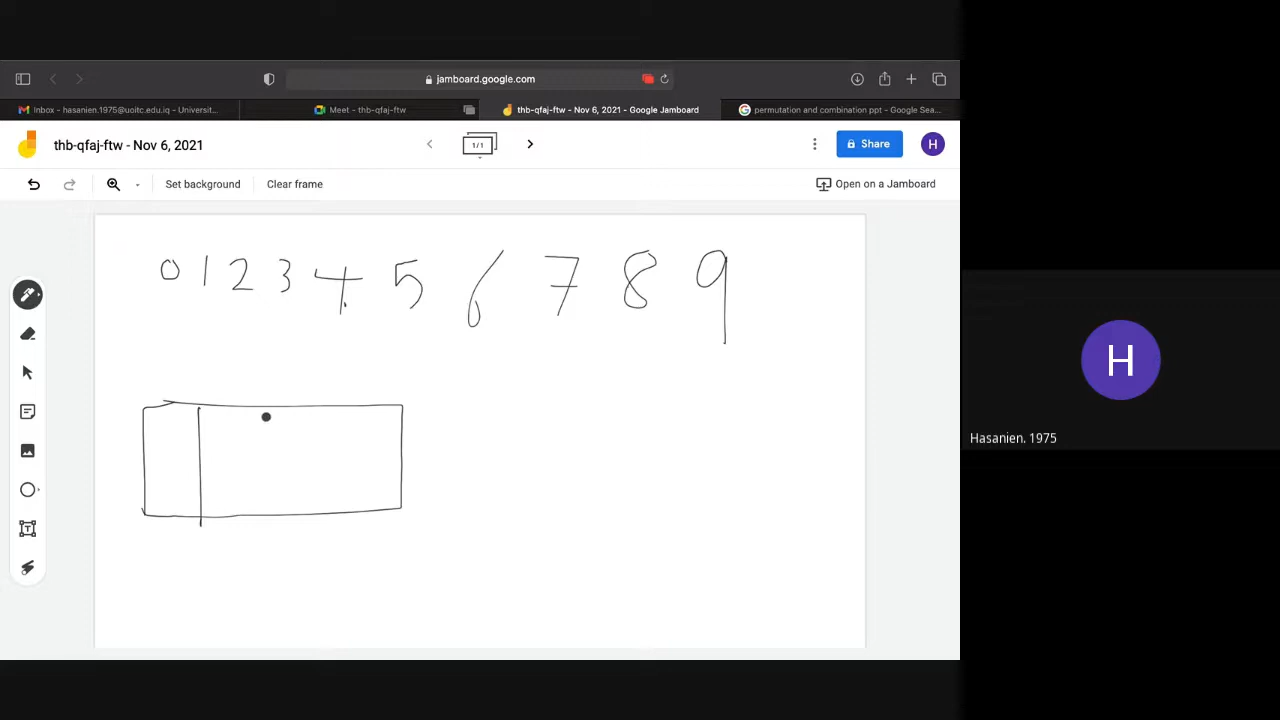 jamboard.google.com
Inbox - hasanien.1975@uoitc.edu.iq - Universit...
Meet - thb-qfaj-ftw
thb-qfaj-ftw - Nov 6, 2021 - Google Jamboard
permutation and combination ppt - Google Sea...
thb-qfaj-ftw - Nov 6, 2021
1/1
Share
H
Set background
Clear frame
Open on a Jamboard
0 1 2 3 4 5 6 7 8 9
H
Hasanien. 1975